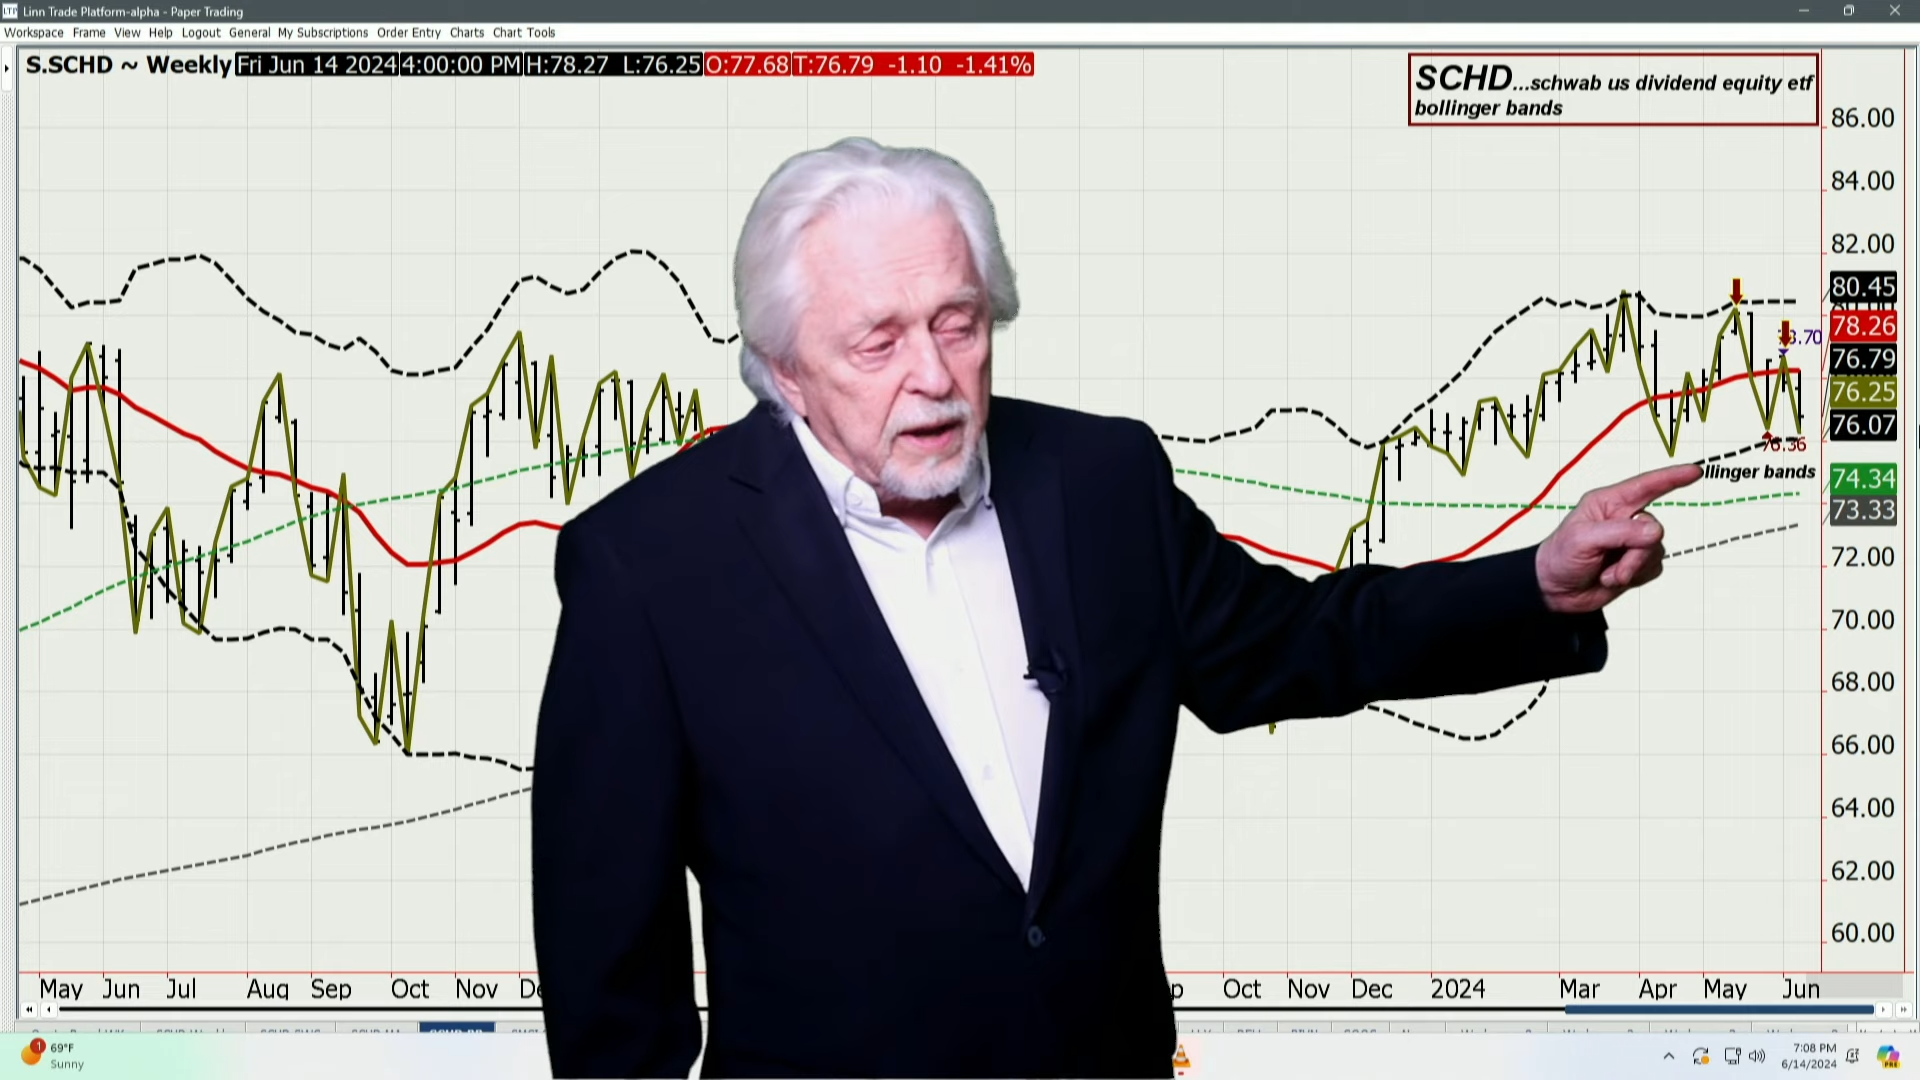 LTP Linn Trade Platform-alpha - Paper Trading
Workspace Frame View Help Logout General My Subscriptions Order Entry Charts Chart Tools
S.SCHD ~ Weekly Fri Jun 14 2024 4:00:00 PM H:78.27 L:76.25 O:77.68 T:76.79 -1.10 -1.41%
SCHD...schwab us dividend equity etf
bollinger bands
86.00
84.00
82.00
80.45
78.26
76.79
76.25
76.07
74.34
73.33
72.00
70.00
68.00
66.00
64.00
62.00
60.00
76.36
llinger bands
May Jun Jul Aug Sep Oct Nov Oct Nov Dec 2024 Mar Apr May Jun
1
69°F
Sunny
7:08 PM
6/14/2024